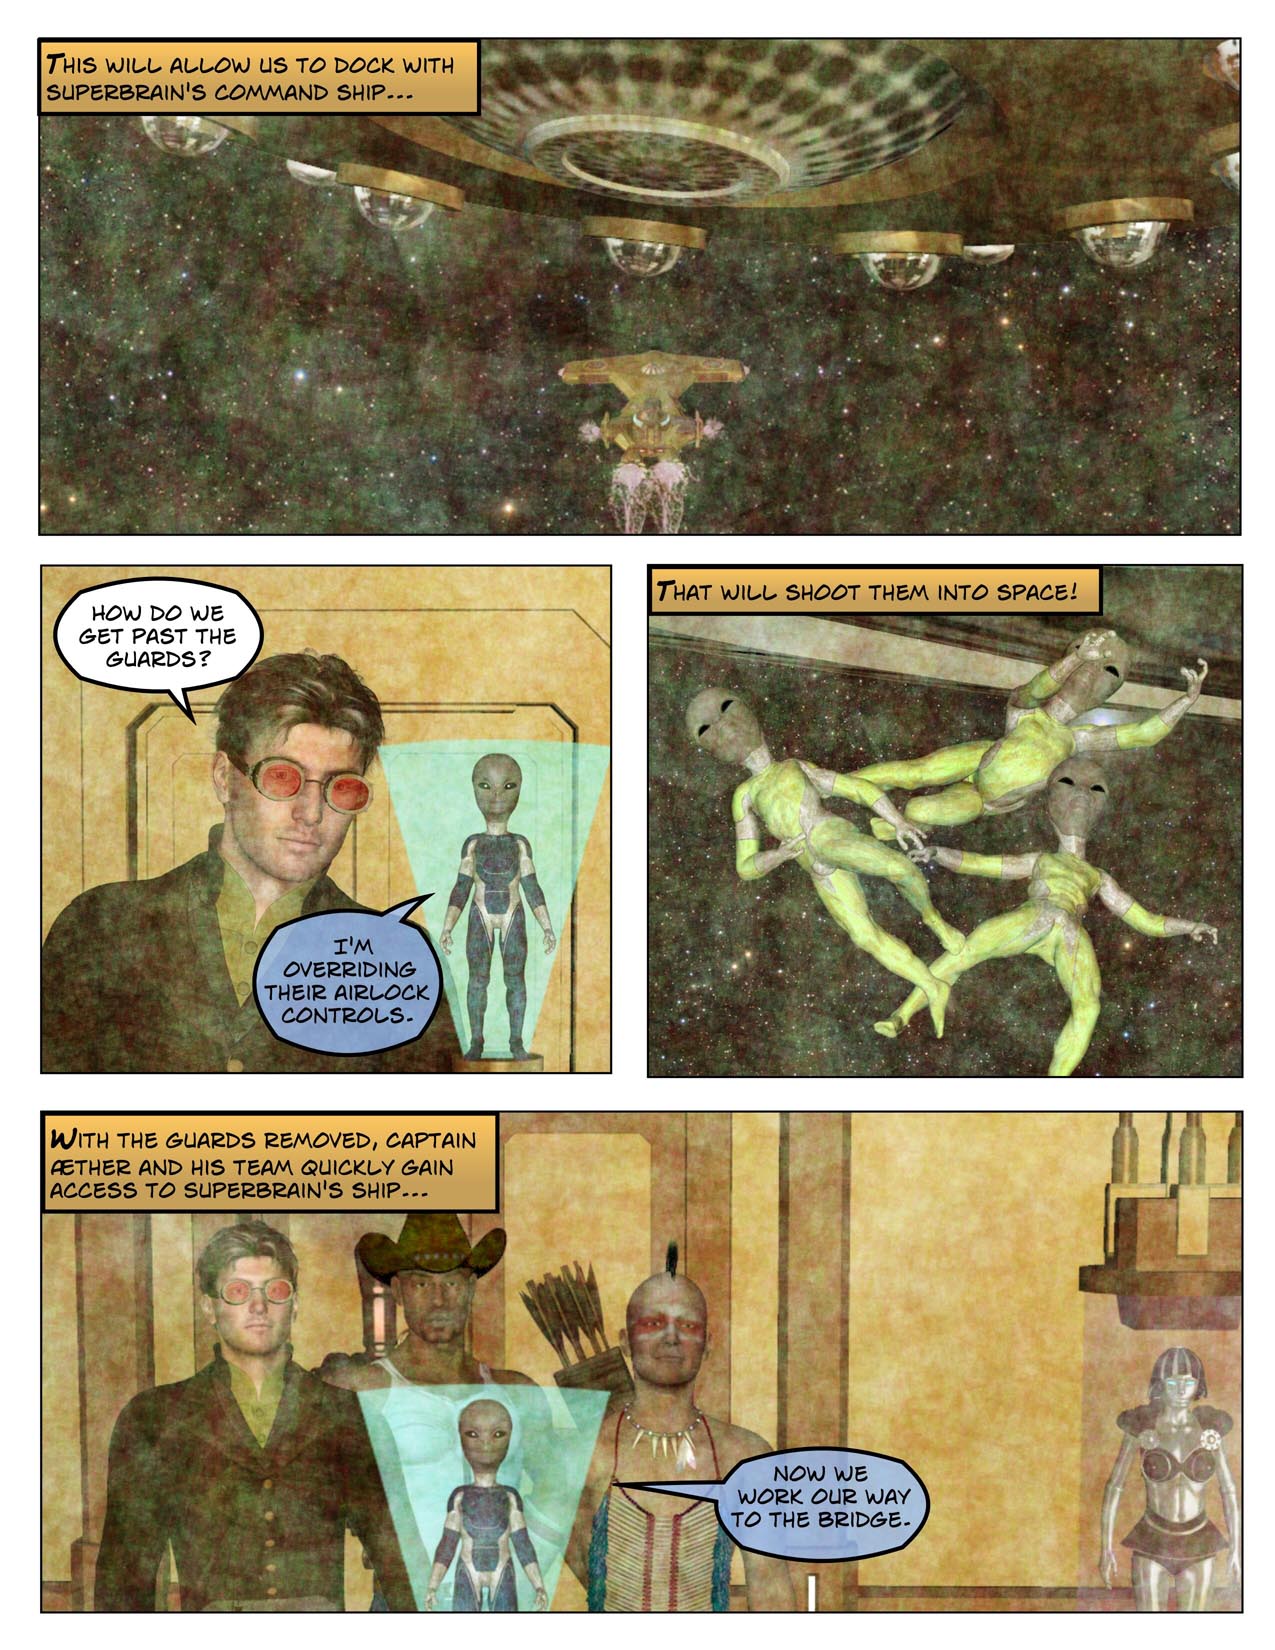 THIS WILL ALLOW US TO DOCK WITH
SUPERBRAIN'S COMMAND SHIP...
HOW DO WE
GET PAST THE
GUARDS?
I'M
OVERRIDING
THEIR AIRLOCK
CONTROLS.
THAT WILL SHOOT THEM INTO SPACE!
WITH THE GUARDS REMOVED, CAPTAIN
ÆTHER AND HIS TEAM QUICKLY GAIN
ACCESS TO SUPERBRAIN'S SHIP...
NOW WE
WORK OUR WAY
TO THE BRIDGE.